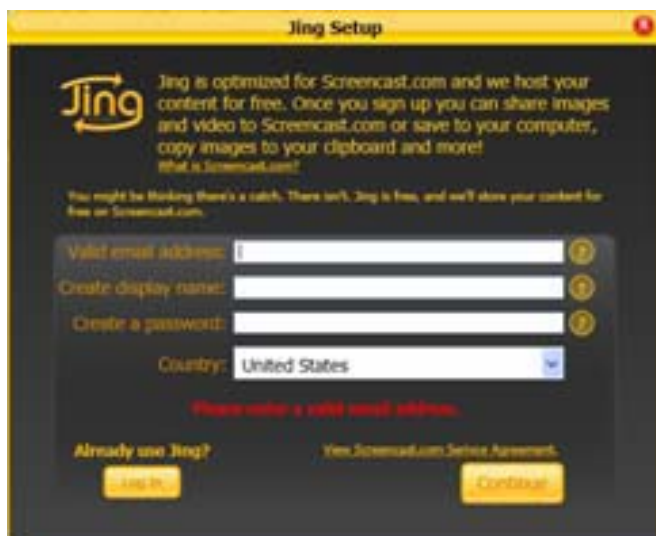 Jing Setup
Jing
Jing is optimized for Screencast.com and we host your
content for free. Once you sign up you can share images
and video to Screencast.com or save to your computer,
copy images to your clipboard and more!
What is Screencast.com?
You might be thinking there's a catch. There isn't. Jing is free, and we'll store your content for
free on Screencast.com.
Valid email address:
Create display name:
Create a password:
Country: United States
Please enter a valid email address.
Already use Jing?
View Screencast.com Service Agreement.
Log In
Continue